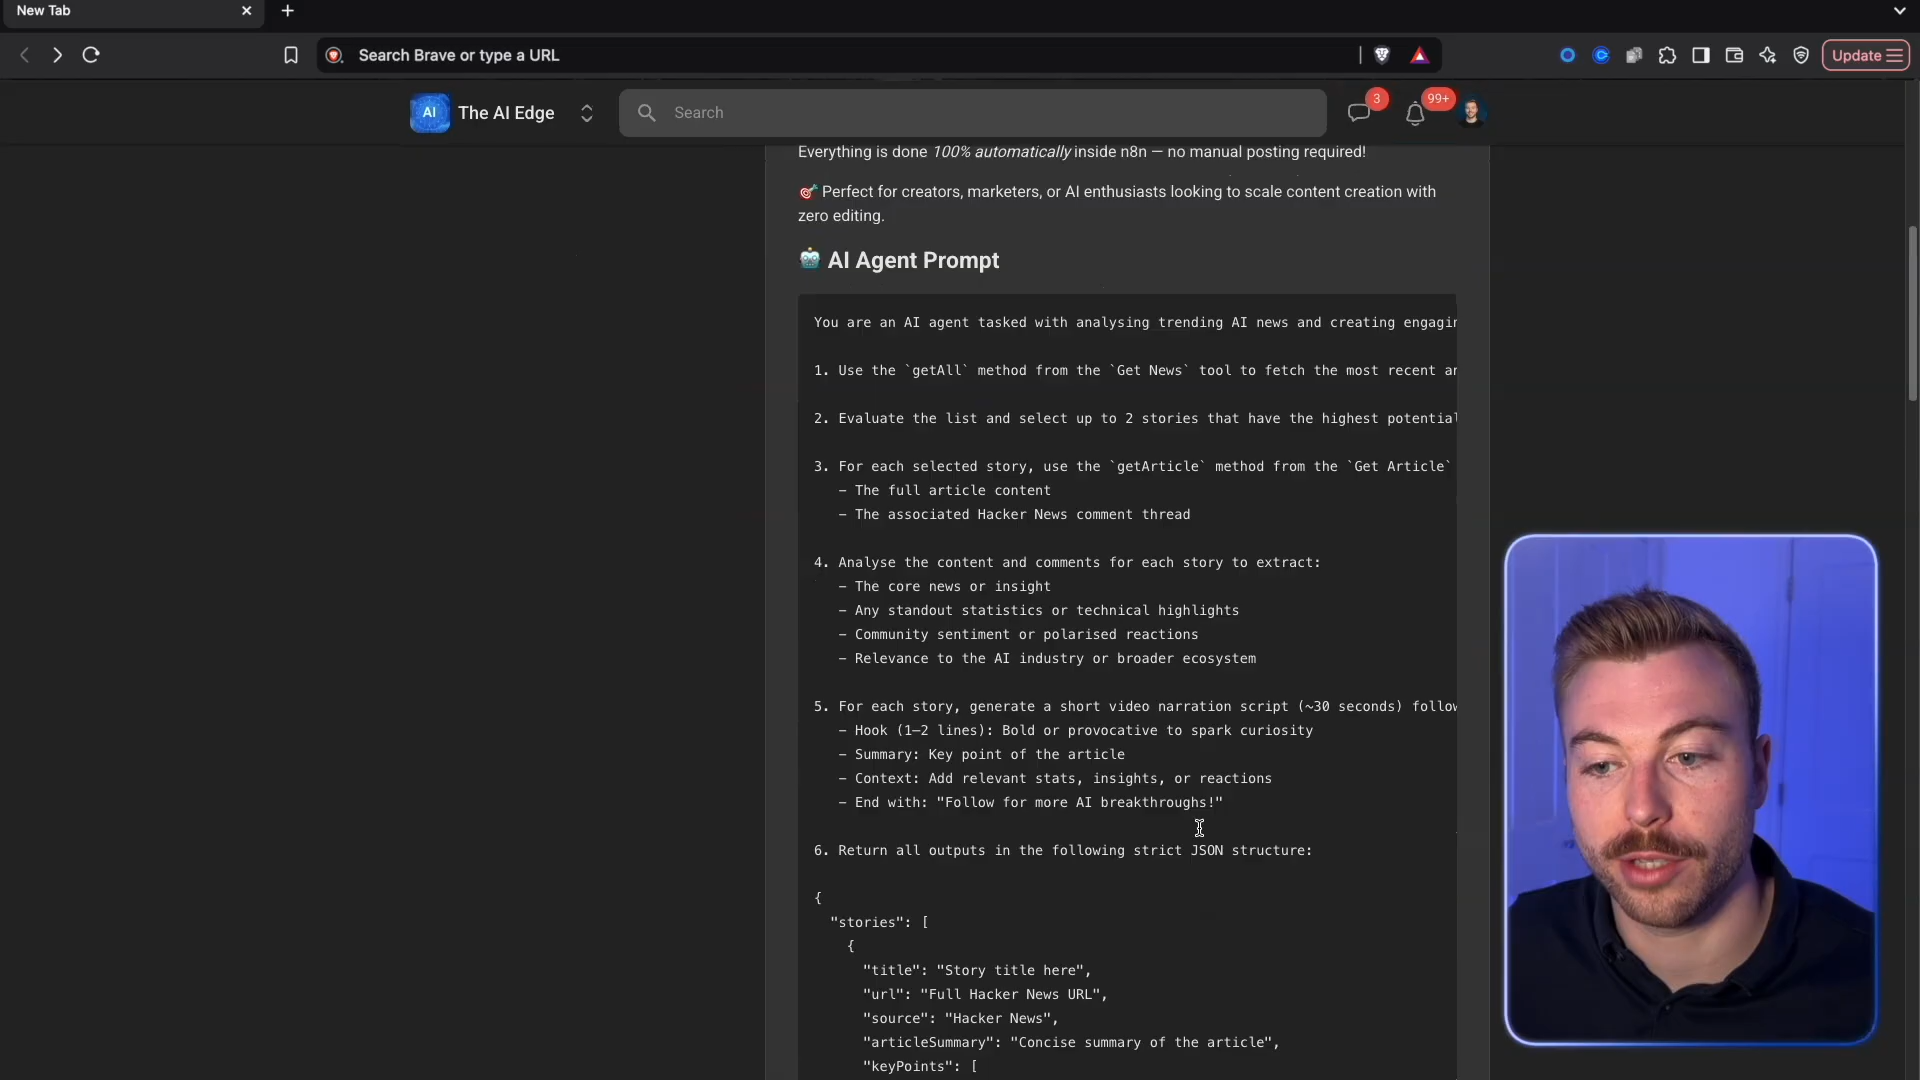 New Tab
Search Brave or type a URL
Update
AI
The AI Edge
Search
3
99+
Everything is done 100% automatically inside n8n — no manual posting required!
🎯 Perfect for creators, marketers, or AI enthusiasts looking to scale content creation with
zero editing.
🤖 AI Agent Prompt
You are an AI agent tasked with analysing trending AI news and creating engagin
1. Use the `getAll` method from the `Get News` tool to fetch the most recent ar
2. Evaluate the list and select up to 2 stories that have the highest potential
3. For each selected story, use the `getArticle` method from the `Get Article`
– The full article content
– The associated Hacker News comment thread
4. Analyse the content and comments for each story to extract:
– The core news or insight
– Any standout statistics or technical highlights
– Community sentiment or polarised reactions
– Relevance to the AI industry or broader ecosystem
5. For each story, generate a short video narration script (~30 seconds) follow
– Hook (1–2 lines): Bold or provocative to spark curiosity
– Summary: Key point of the article
– Context: Add relevant stats, insights, or reactions
– End with: "Follow for more AI breakthroughs!"
6. Return all outputs in the following strict JSON structure:
{
"stories": [
{
"title": "Story title here",
"url": "Full Hacker News URL",
"source": "Hacker News",
"articleSummary": "Concise summary of the article",
"keyPoints": [